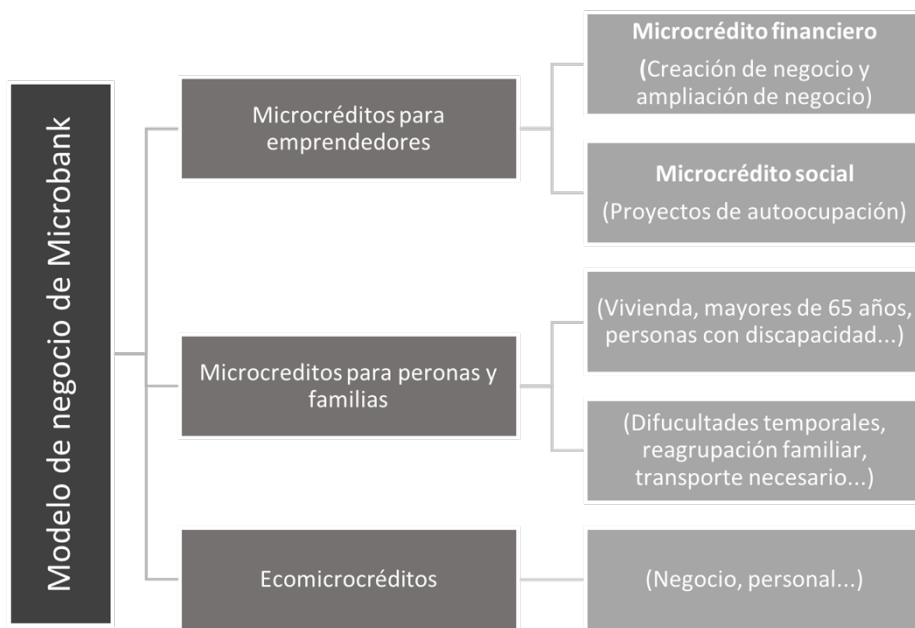 Modelo de negocio de Microbank
Microcréditos para
emprendedores
Microcrédito financiero
(Creación de negocio y
ampliación de negocio)
Microcrédito social
(Proyectos de autoocupación)
Microcreditos para peronas y
familias
(Vivienda, mayores de 65 años,
personas con discapacidad...)
(Difucultades temporales,
reagrupación familiar,
transporte necesario...)
Ecomicrocréditos
(Negocio, personal...)